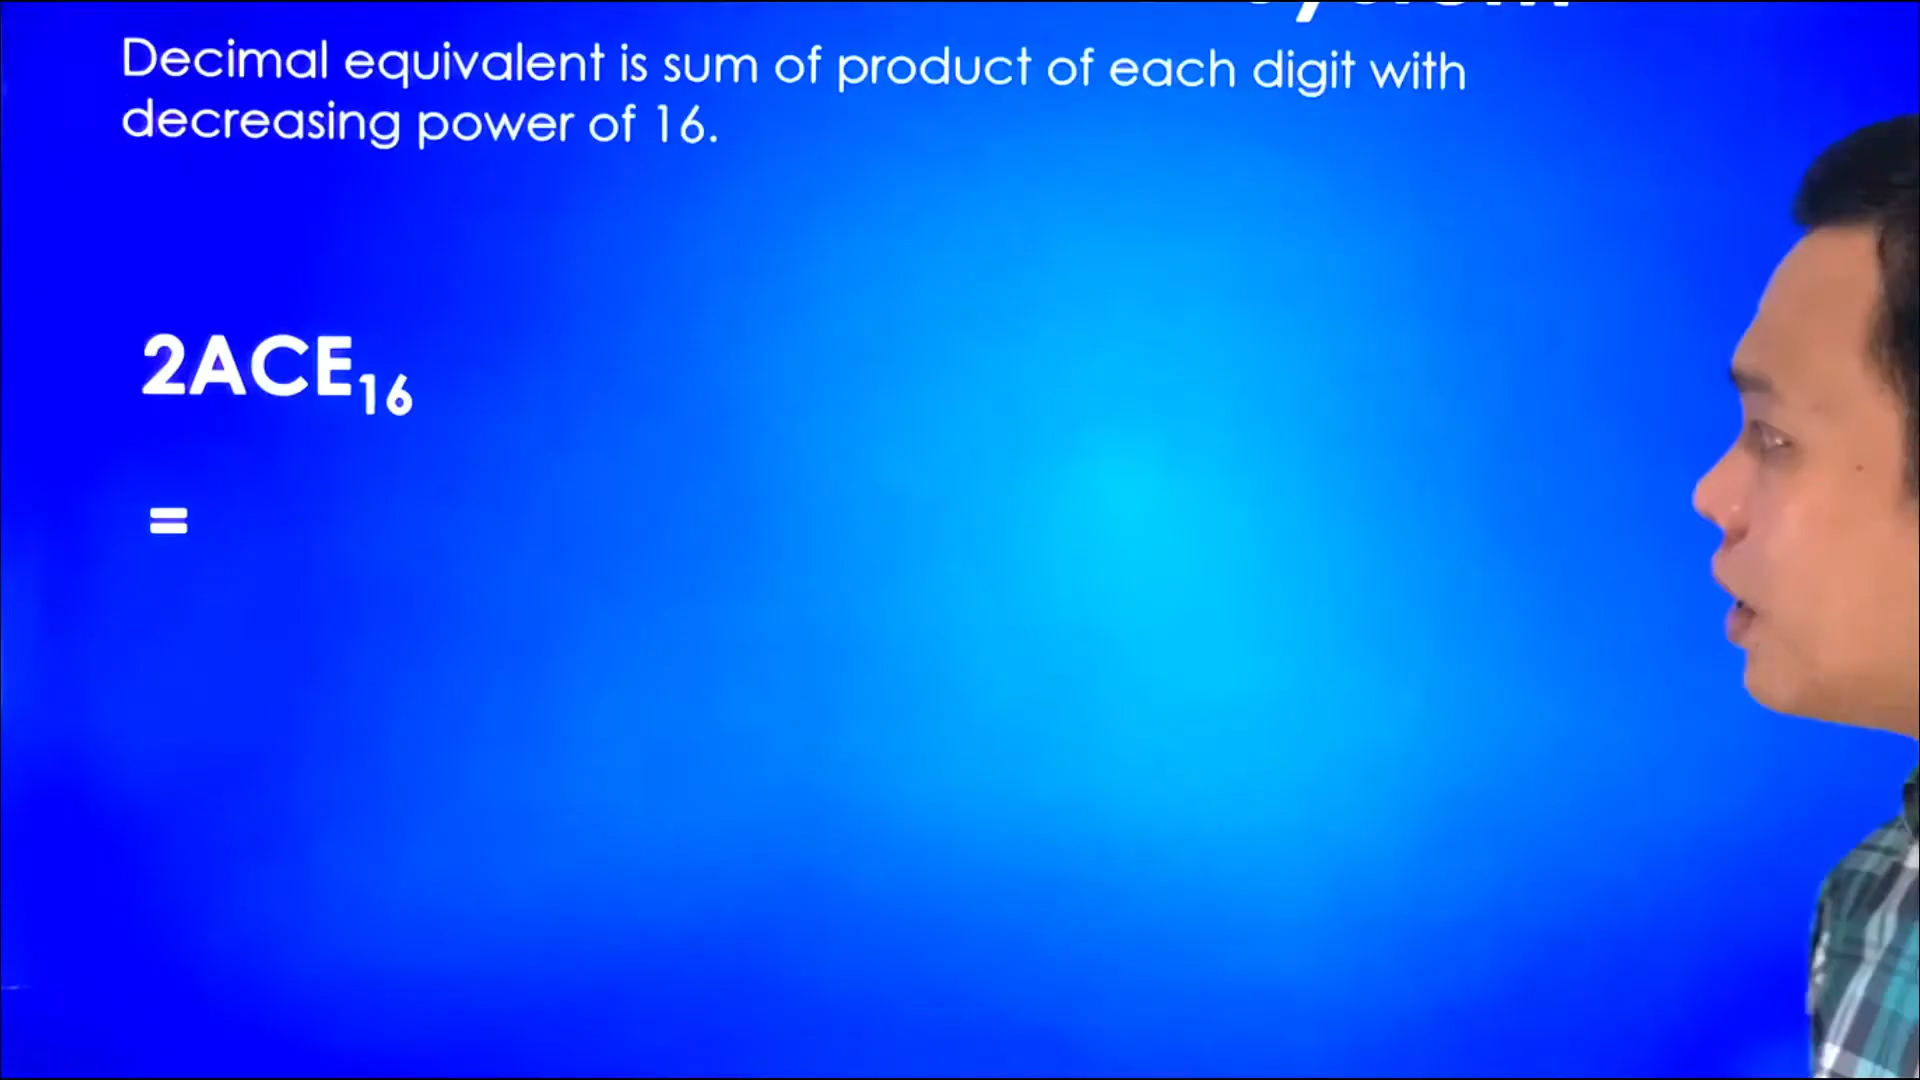 Decimal equivalent is sum of product of each digit with
decreasing power of 16.
2ACE₁₆
=